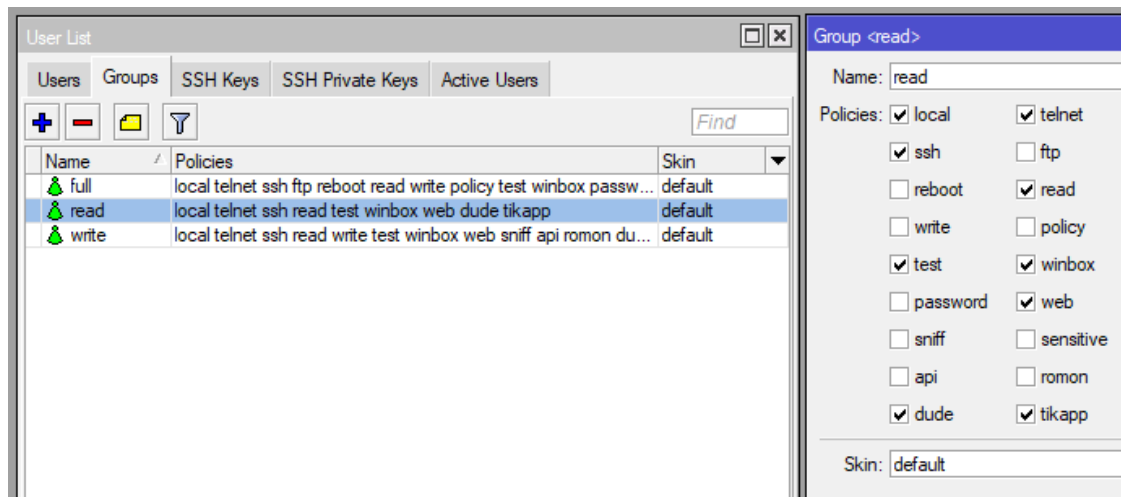 User List
Users Groups SSH Keys SSH Private Keys Active Users
Find
Name Policies Skin
full local telnet ssh ftp reboot read write policy test winbox passw... default
read local telnet ssh read test winbox web dude tikapp default
write local telnet ssh read write test winbox web sniff api romon du... default
Group <read>
Name: read
Policies: local telnet
ssh ftp
reboot read
write policy
test winbox
password web
sniff sensitive
api romon
dude tikapp
Skin: default